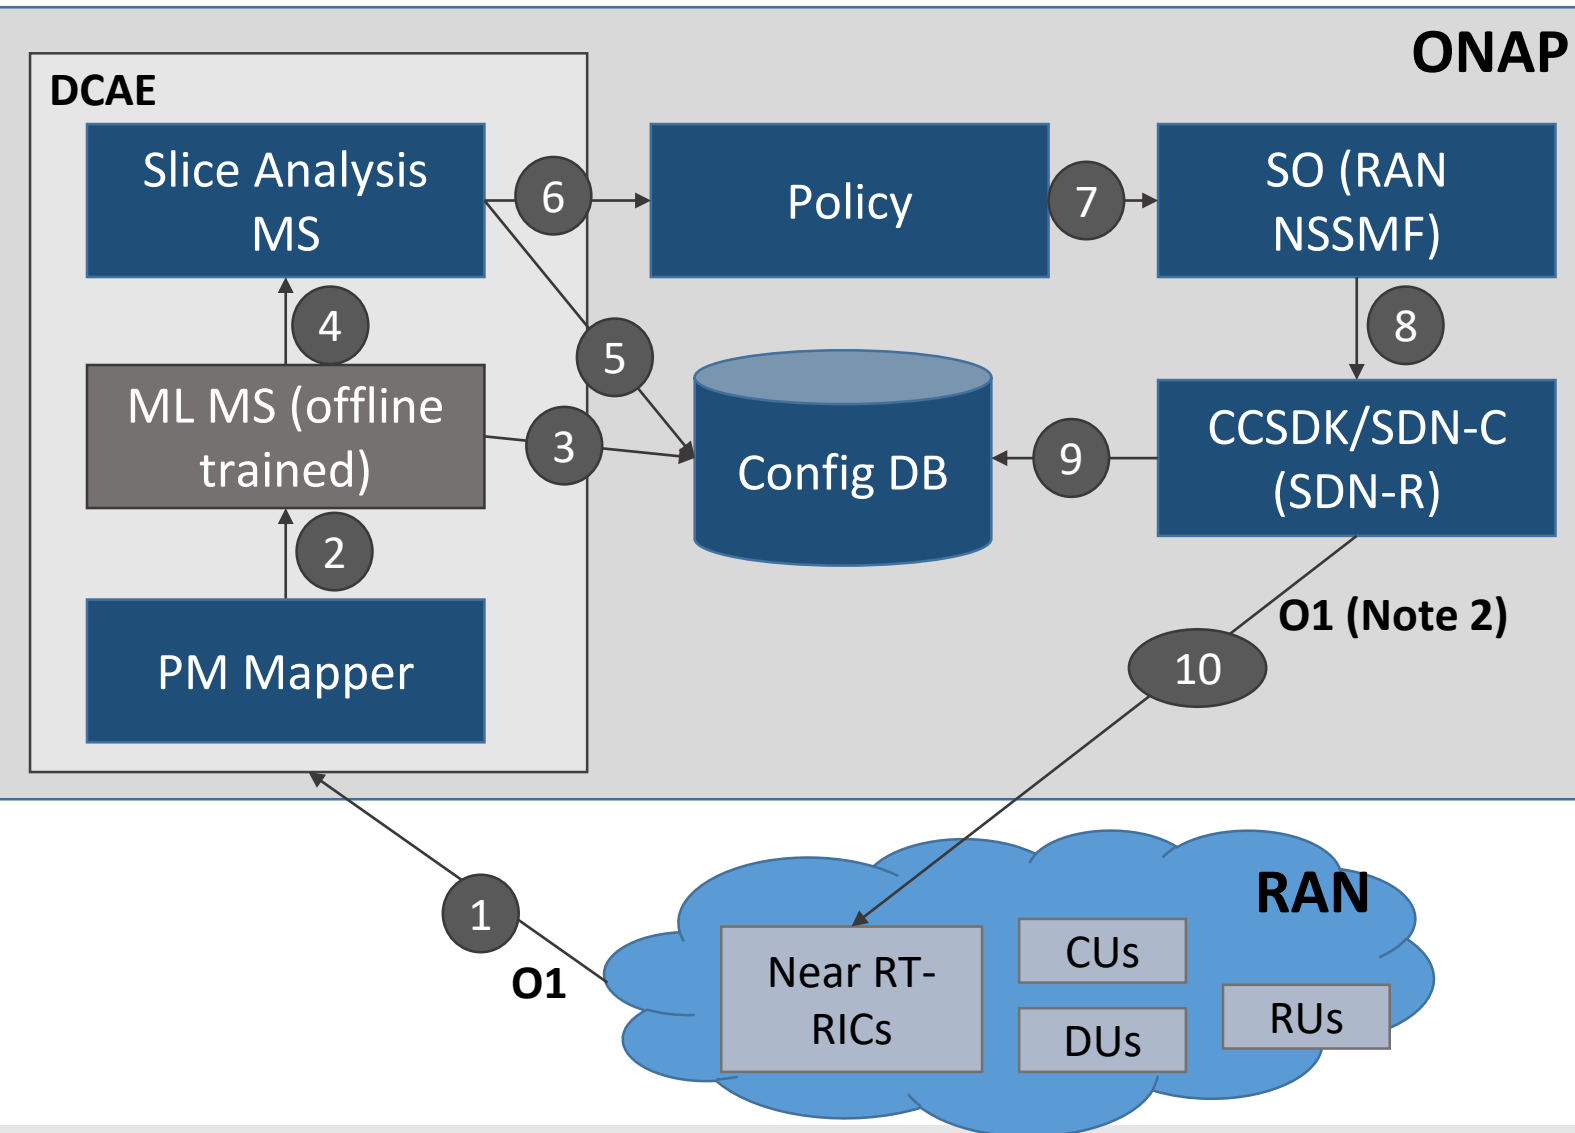 ONAP
DCAE
Slice Analysis
MS
6
Policy
7
SO (RAN
NSSMF)
4
5
8
ML MS (offline
trained)
3
Config DB
9
CCSDK/SDN-C
(SDN-R)
2
PM Mapper
O1 (Note 2)
10
1
O1
RAN
Near RT-
RICs
CUs
DUs
RUs